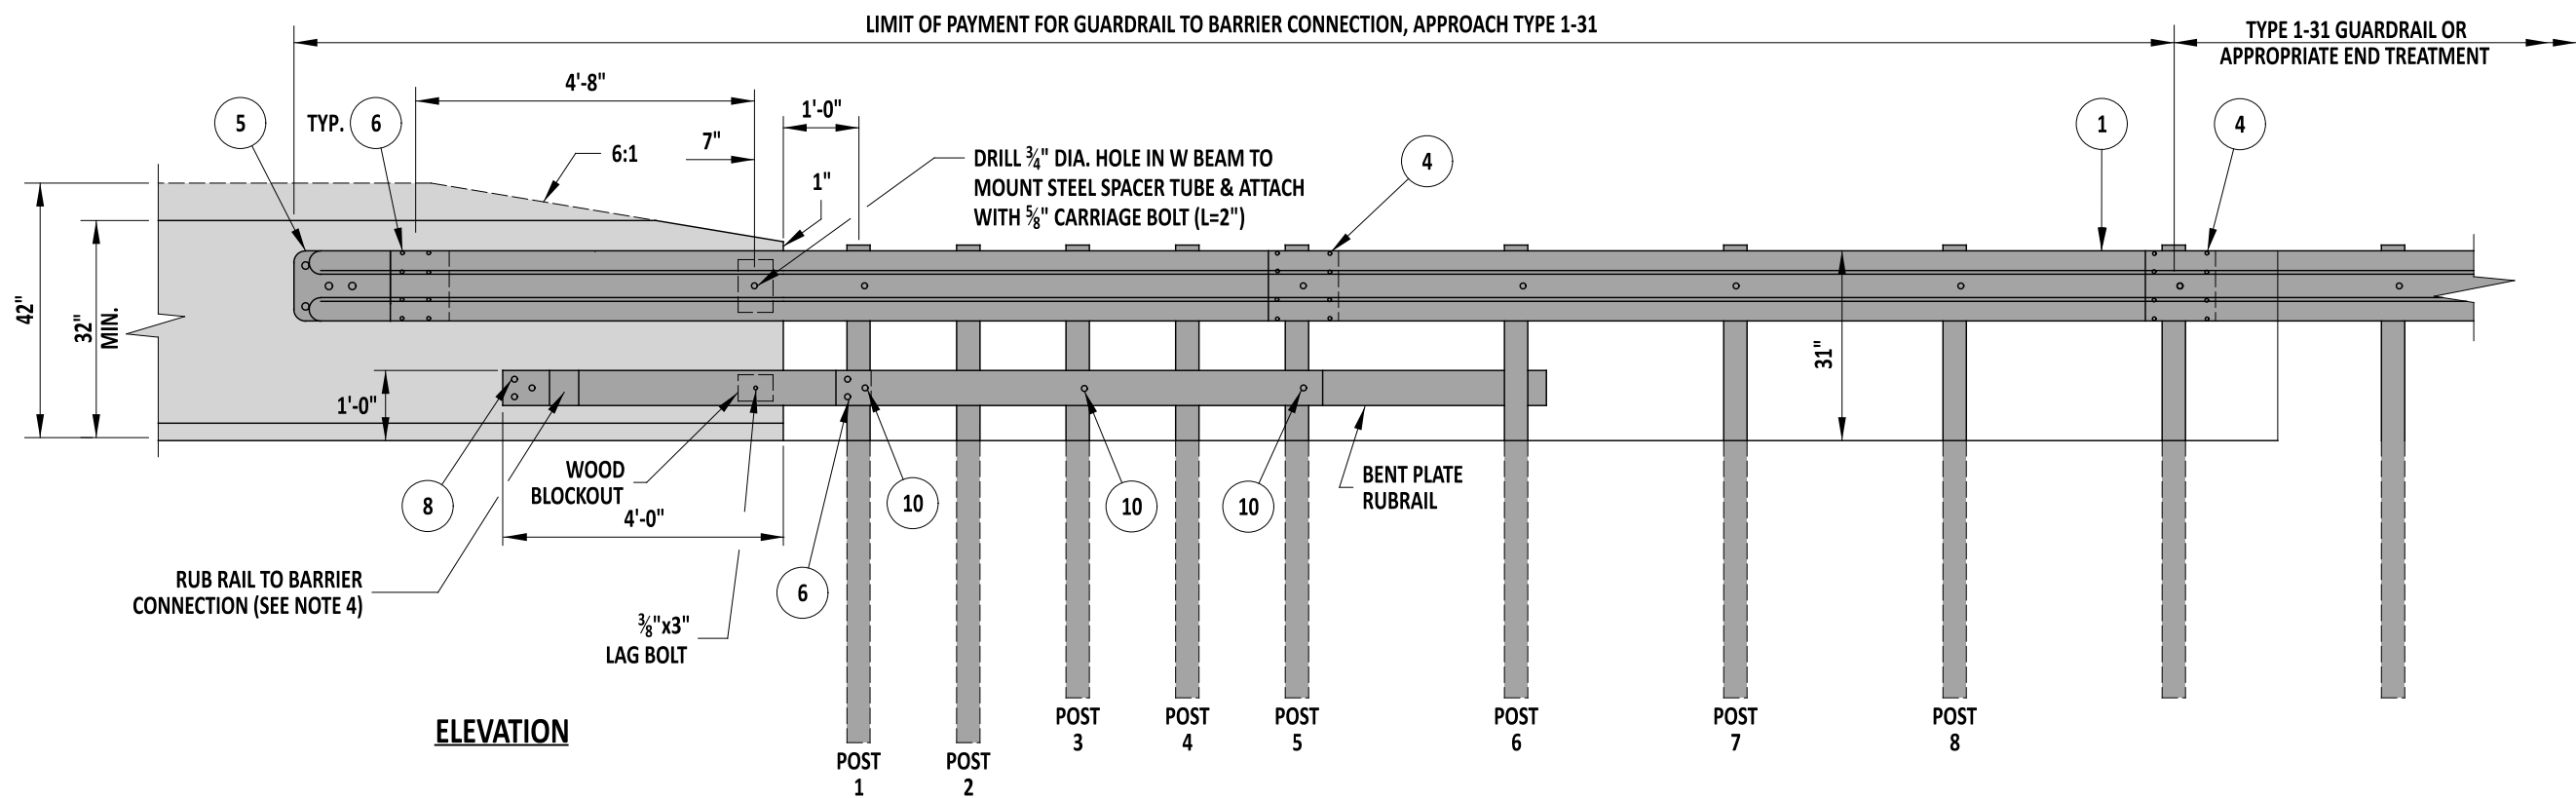 LIMIT OF PAYMENT FOR GUARDRAIL TO BARRIER CONNECTION, APPROACH TYPE 1-31
TYPE 1-31 GUARDRAIL OR
APPROPRIATE END TREATMENT
4'-8"
1'-0"
5
TYP. 6
6:1
7"
1"
DRILL ¾" DIA. HOLE IN W BEAM TO
MOUNT STEEL SPACER TUBE & ATTACH
WITH ⅝" CARRIAGE BOLT (L=2")
4
1
4
42"
32"
MIN.
31"
1'-0"
8
WOOD
BLOCKOUT
4'-0"
10
10
10
BENT PLATE
RUBRAIL
RUB RAIL TO BARRIER
CONNECTION (SEE NOTE 4)
6
⅜"x3"
LAG BOLT
ELEVATION
POST
1
POST
2
POST
3
POST
4
POST
5
POST
6
POST
7
POST
8